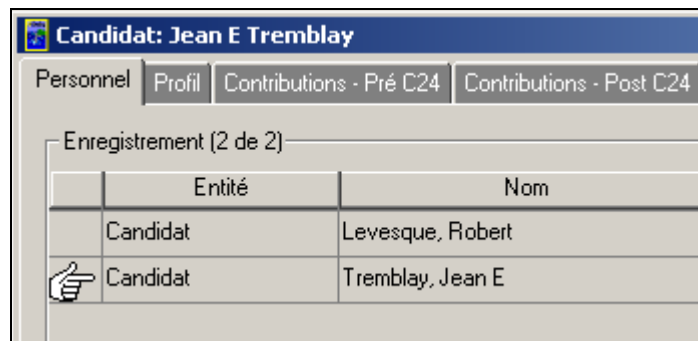 Candidat: Jean E Tremblay
Personnel Profil Contributions - Pré C24 Contributions - Post C24
Enregistrement (2 de 2)
Entité Nom
Candidat Levesque, Robert
Candidat Tremblay, Jean E